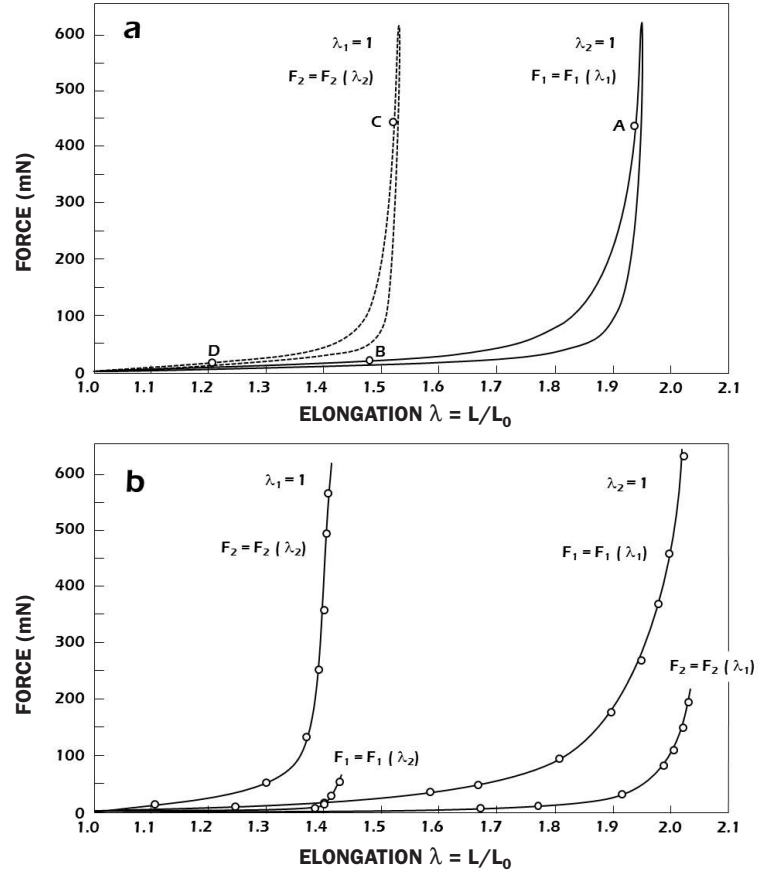 a
600
500
400
300
200
100
0
FORCE (mN)
λ₁ = 1
F₂ = F₂ ( λ₂)
λ₂ = 1
F₁ = F₁ (λ₁)
C
A
D
B
1.0 1.1 1.2 1.3 1.4 1.5 1.6 1.7 1.8 1.9 2.0 2.1
ELONGATION λ = L/L₀
b
600
500
400
300
200
100
0
FORCE (mN)
λ₁ = 1
F₂ = F₂ ( λ₂)
λ₂ = 1
F₁ = F₁ (λ₁)
F₂ = F₂ (λ₁)
F₁ = F₁ (λ₂)
1.0 1.1 1.2 1.3 1.4 1.5 1.6 1.7 1.8 1.9 2.0 2.1
ELONGATION λ = L/L₀